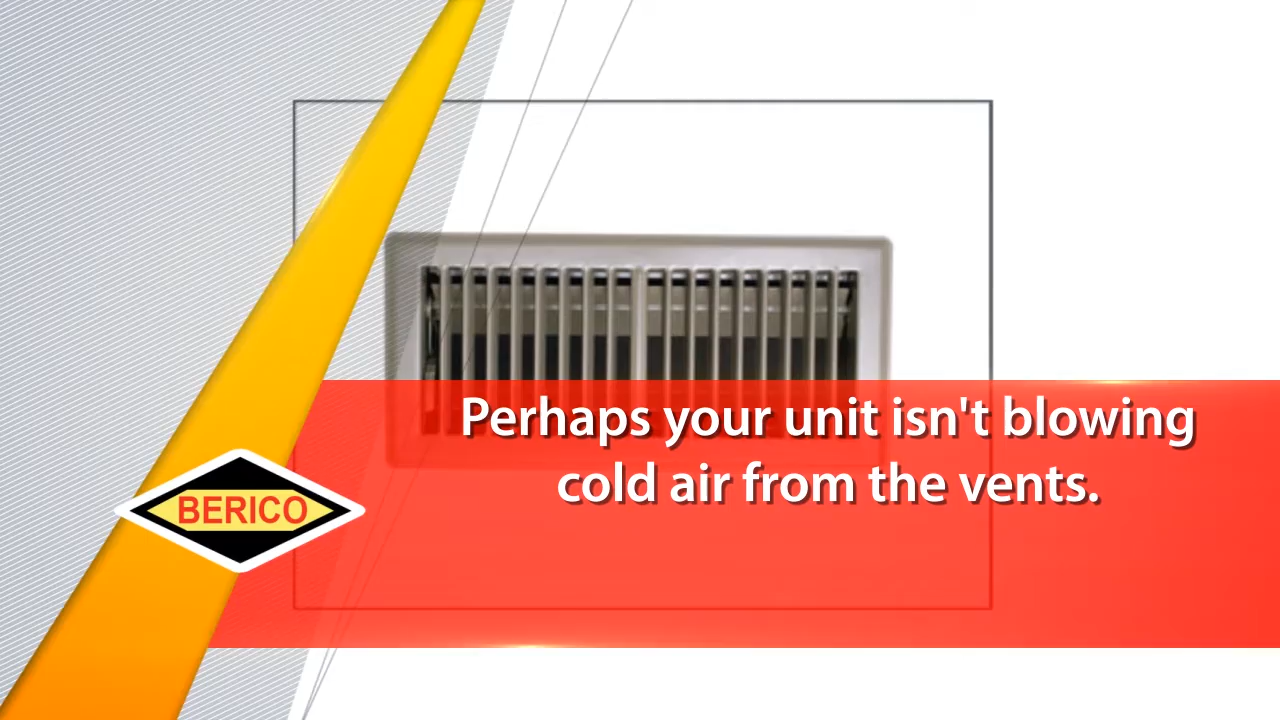 Perhaps your unit isn't blowing
cold air from the vents.
BERICO